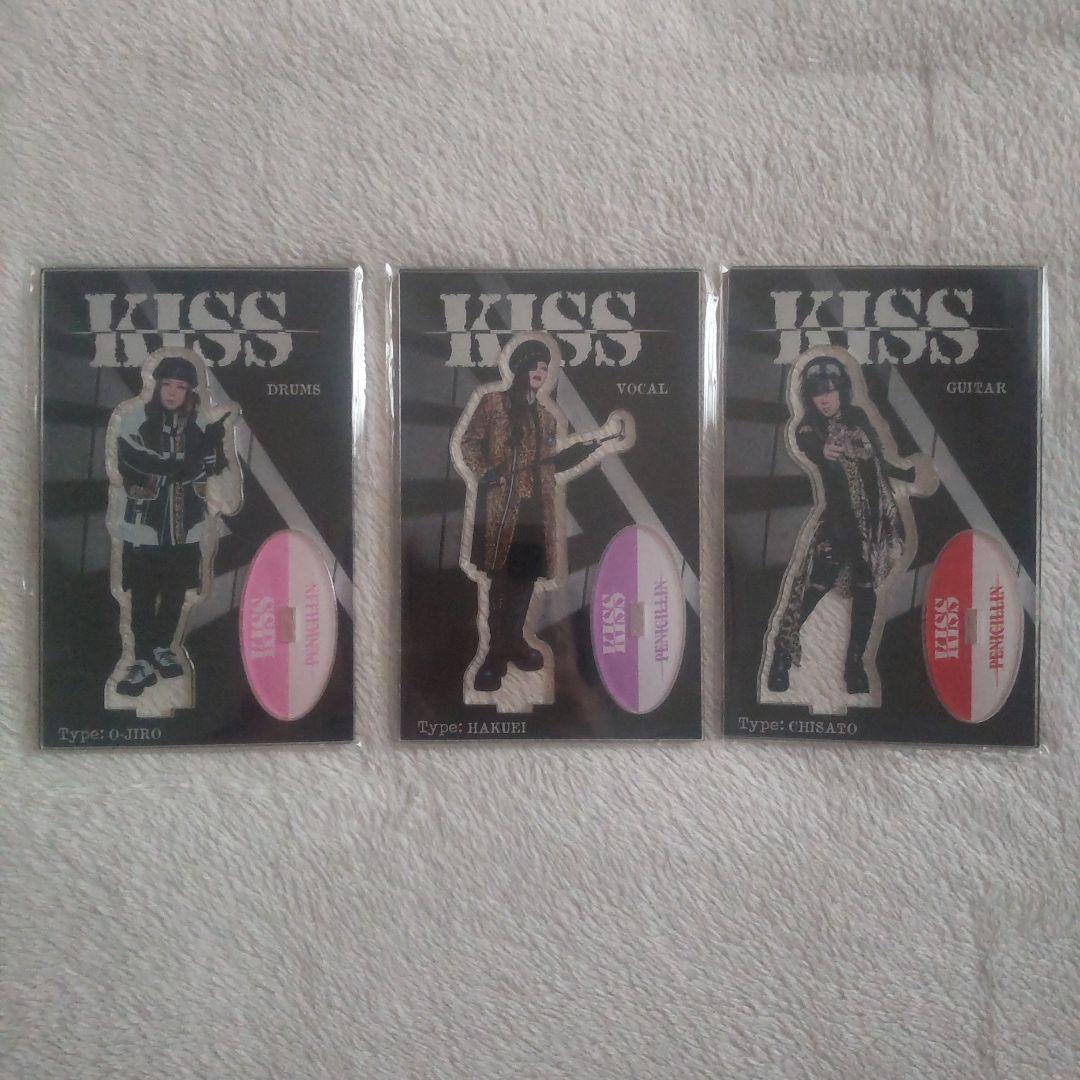 KISS
DRUMS
KISS
PENICILLIN
Type: O-JIRO
KISS
VOCAL
KISS
PENICILLIN
Type: HAKUEI
KISS
GUITAR
KISS
PENICILLIN
Type: CHISATO